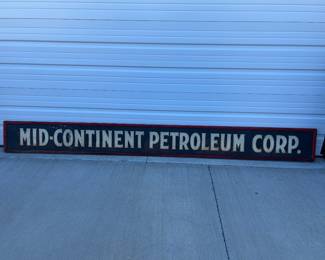 MID-CONTINENT PETROLEUM CORP.